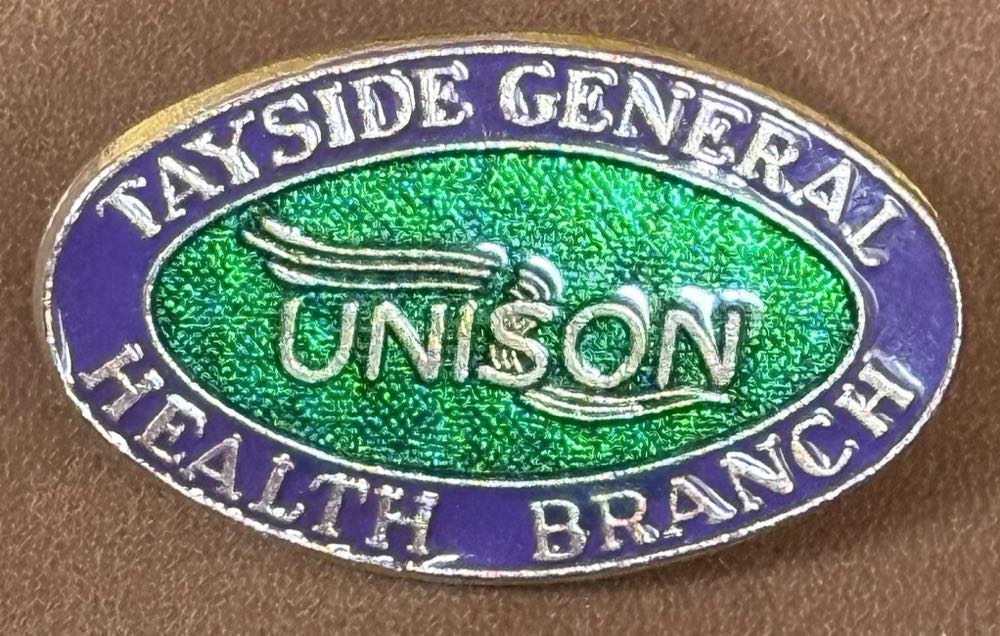 TAYSIDE GENERAL
UNISON
HEALTH BRANCH